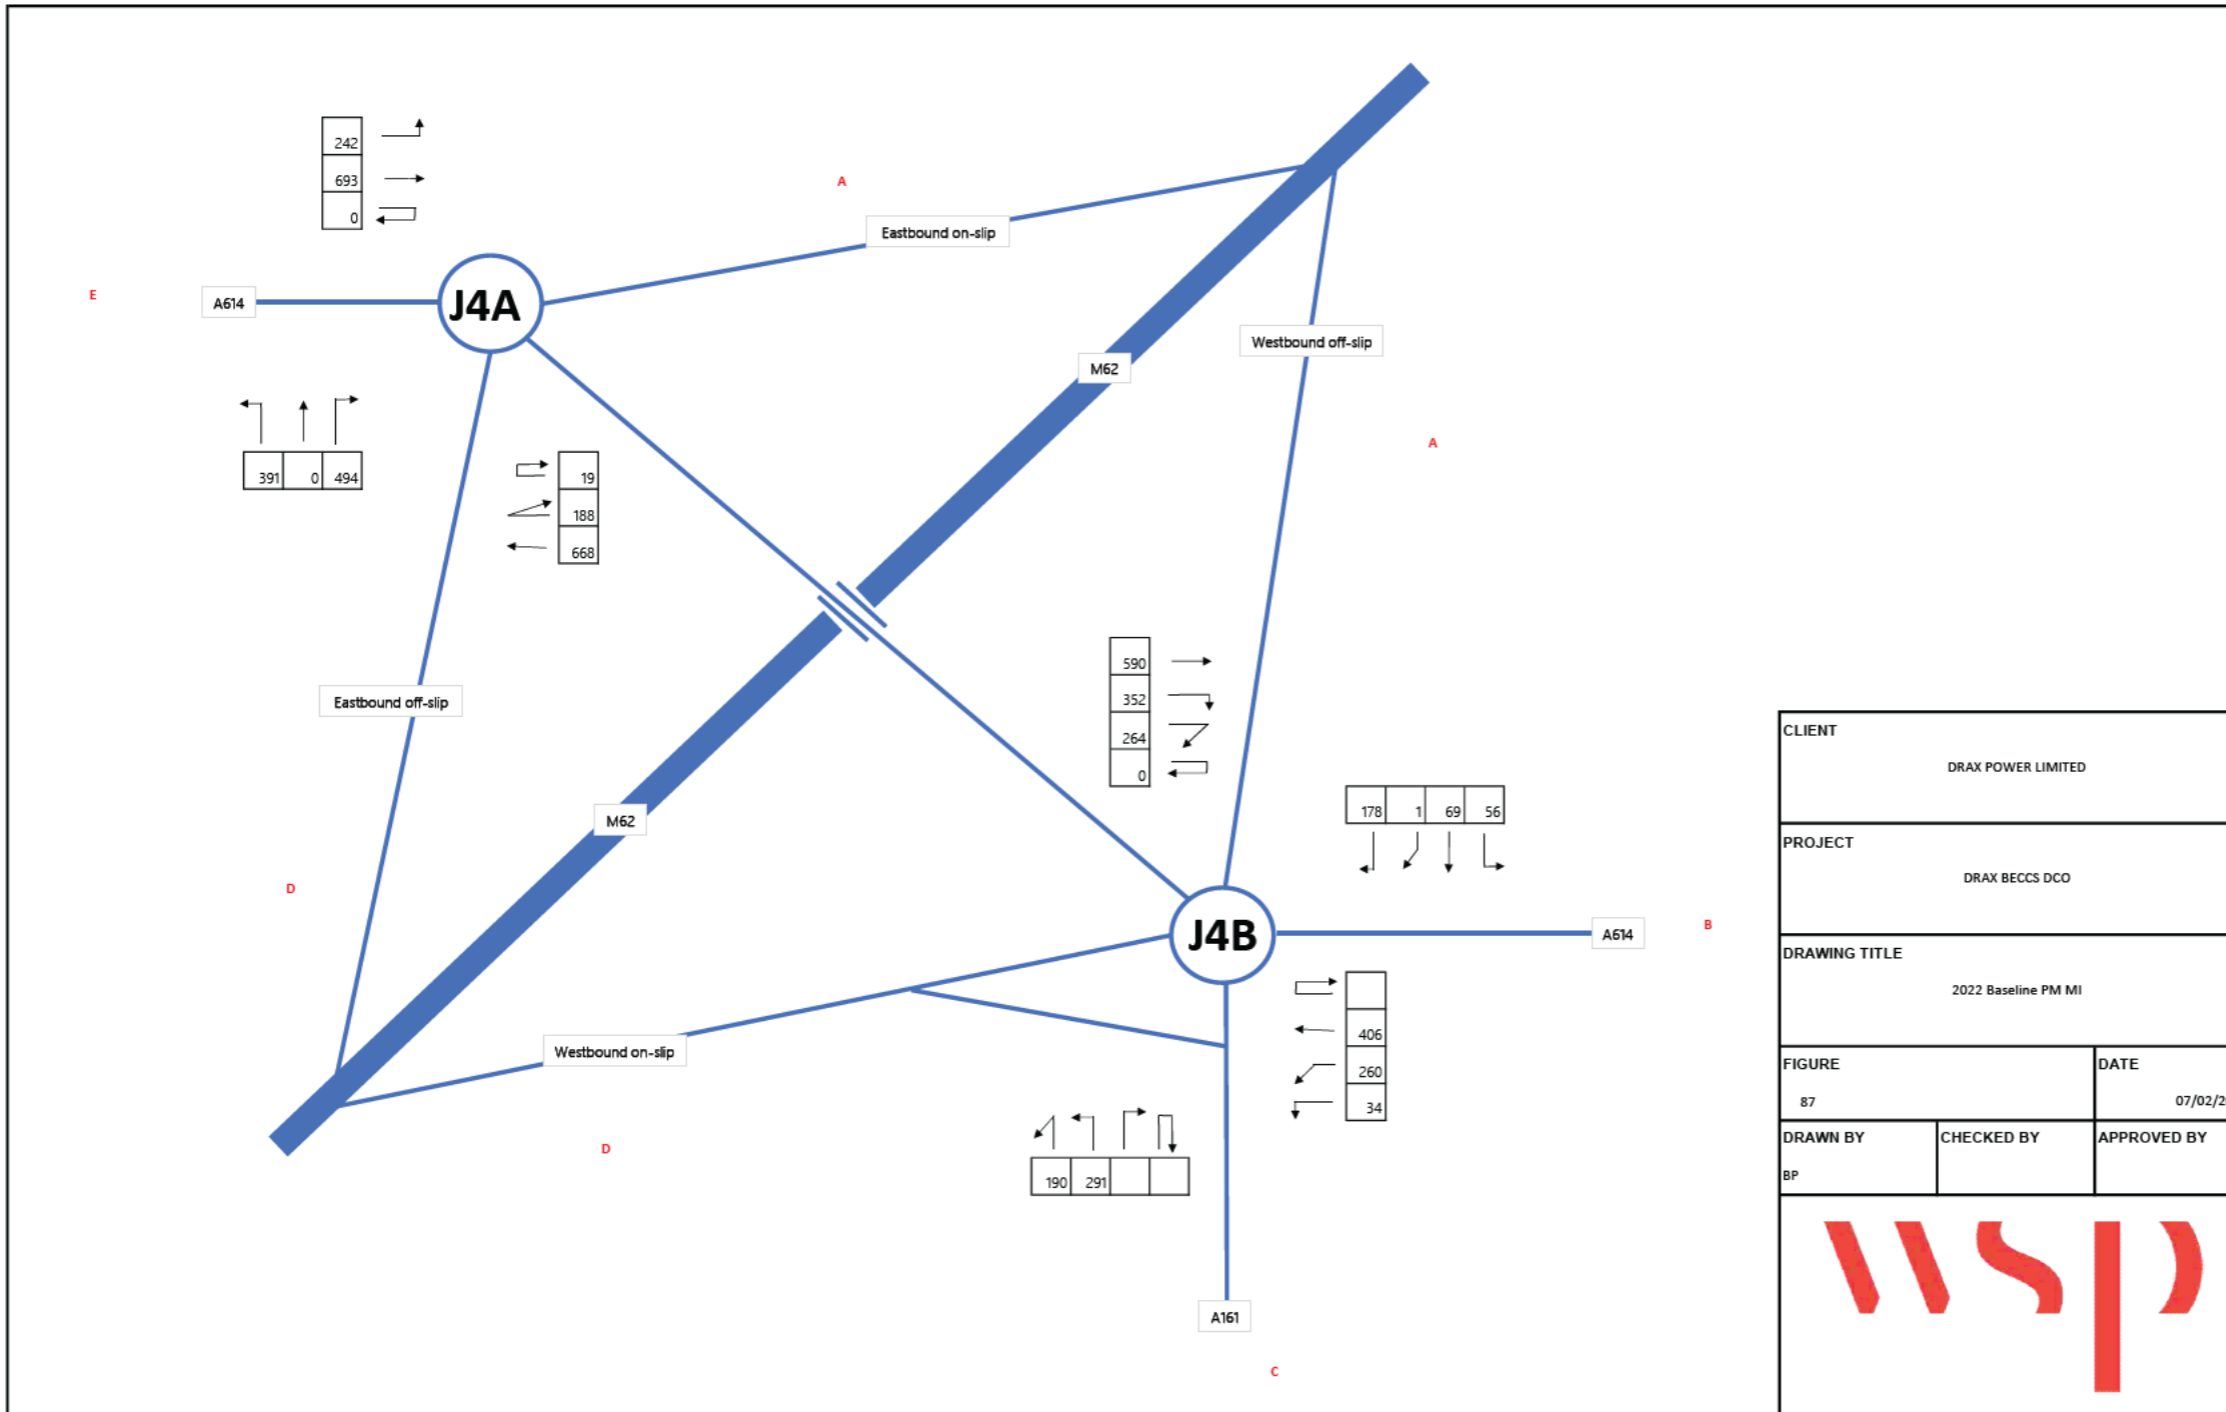 242
693
0
A
Eastbound on-slip
E
A614
J4A
Westbound off-slip
M62
A
391 0 494
19
188
668
590
352
264
0
Eastbound off-slip
M62
178 1 69 56
D
J4B
A614
B
406
260
34
Westbound on-slip
D
190 291
A161
C
CLIENT
DRAX POWER LIMITED
PROJECT
DRAX BECCS DCO
DRAWING TITLE
2022 Baseline PM MI
FIGURE DATE
87 07/02/2
DRAWN BY CHECKED BY APPROVED BY
BP
wsp